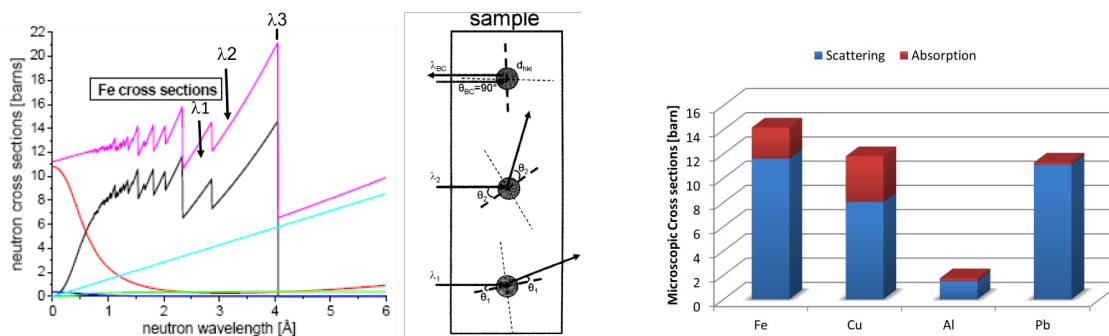 neutron cross sections [barns]
22
20
18
16
14
12
10
8
6
4
2
0
Fe cross sections
λ1
λ2
λ3
0
1
2
3
4
5
6
neutron wavelength [Å]
sample
λBC
dhkl
θBC=90°
λ2
θ2
θ2
λ1
θ1
θ1
Scattering
Absorption
Microscopic Cross sections [barn]
16
14
12
10
8
6
4
2
0
Fe
Cu
Al
Pb